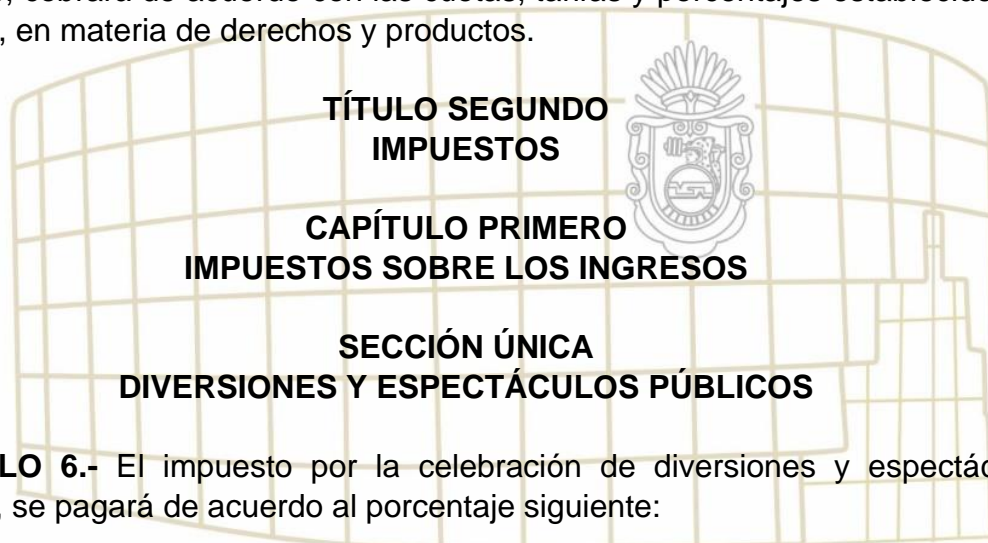 cobrará de acuerdo con las cuotas, tarifas y porcentajes
, en materia de derechos y productos.
TÍTULO SEGUNDO
IMPUESTOS
CAPÍTULO PRIMERO
IMPUESTOS SOBRE LOS INGRESOS
SECCIÓN ÚNICA
DIVERSIONES Y ESPECTÁCULOS PÚBLICOS
LO 6.- El impuesto por la celebración de diversiones y espectác
, se pagará de acuerdo al porcentaje siguiente: